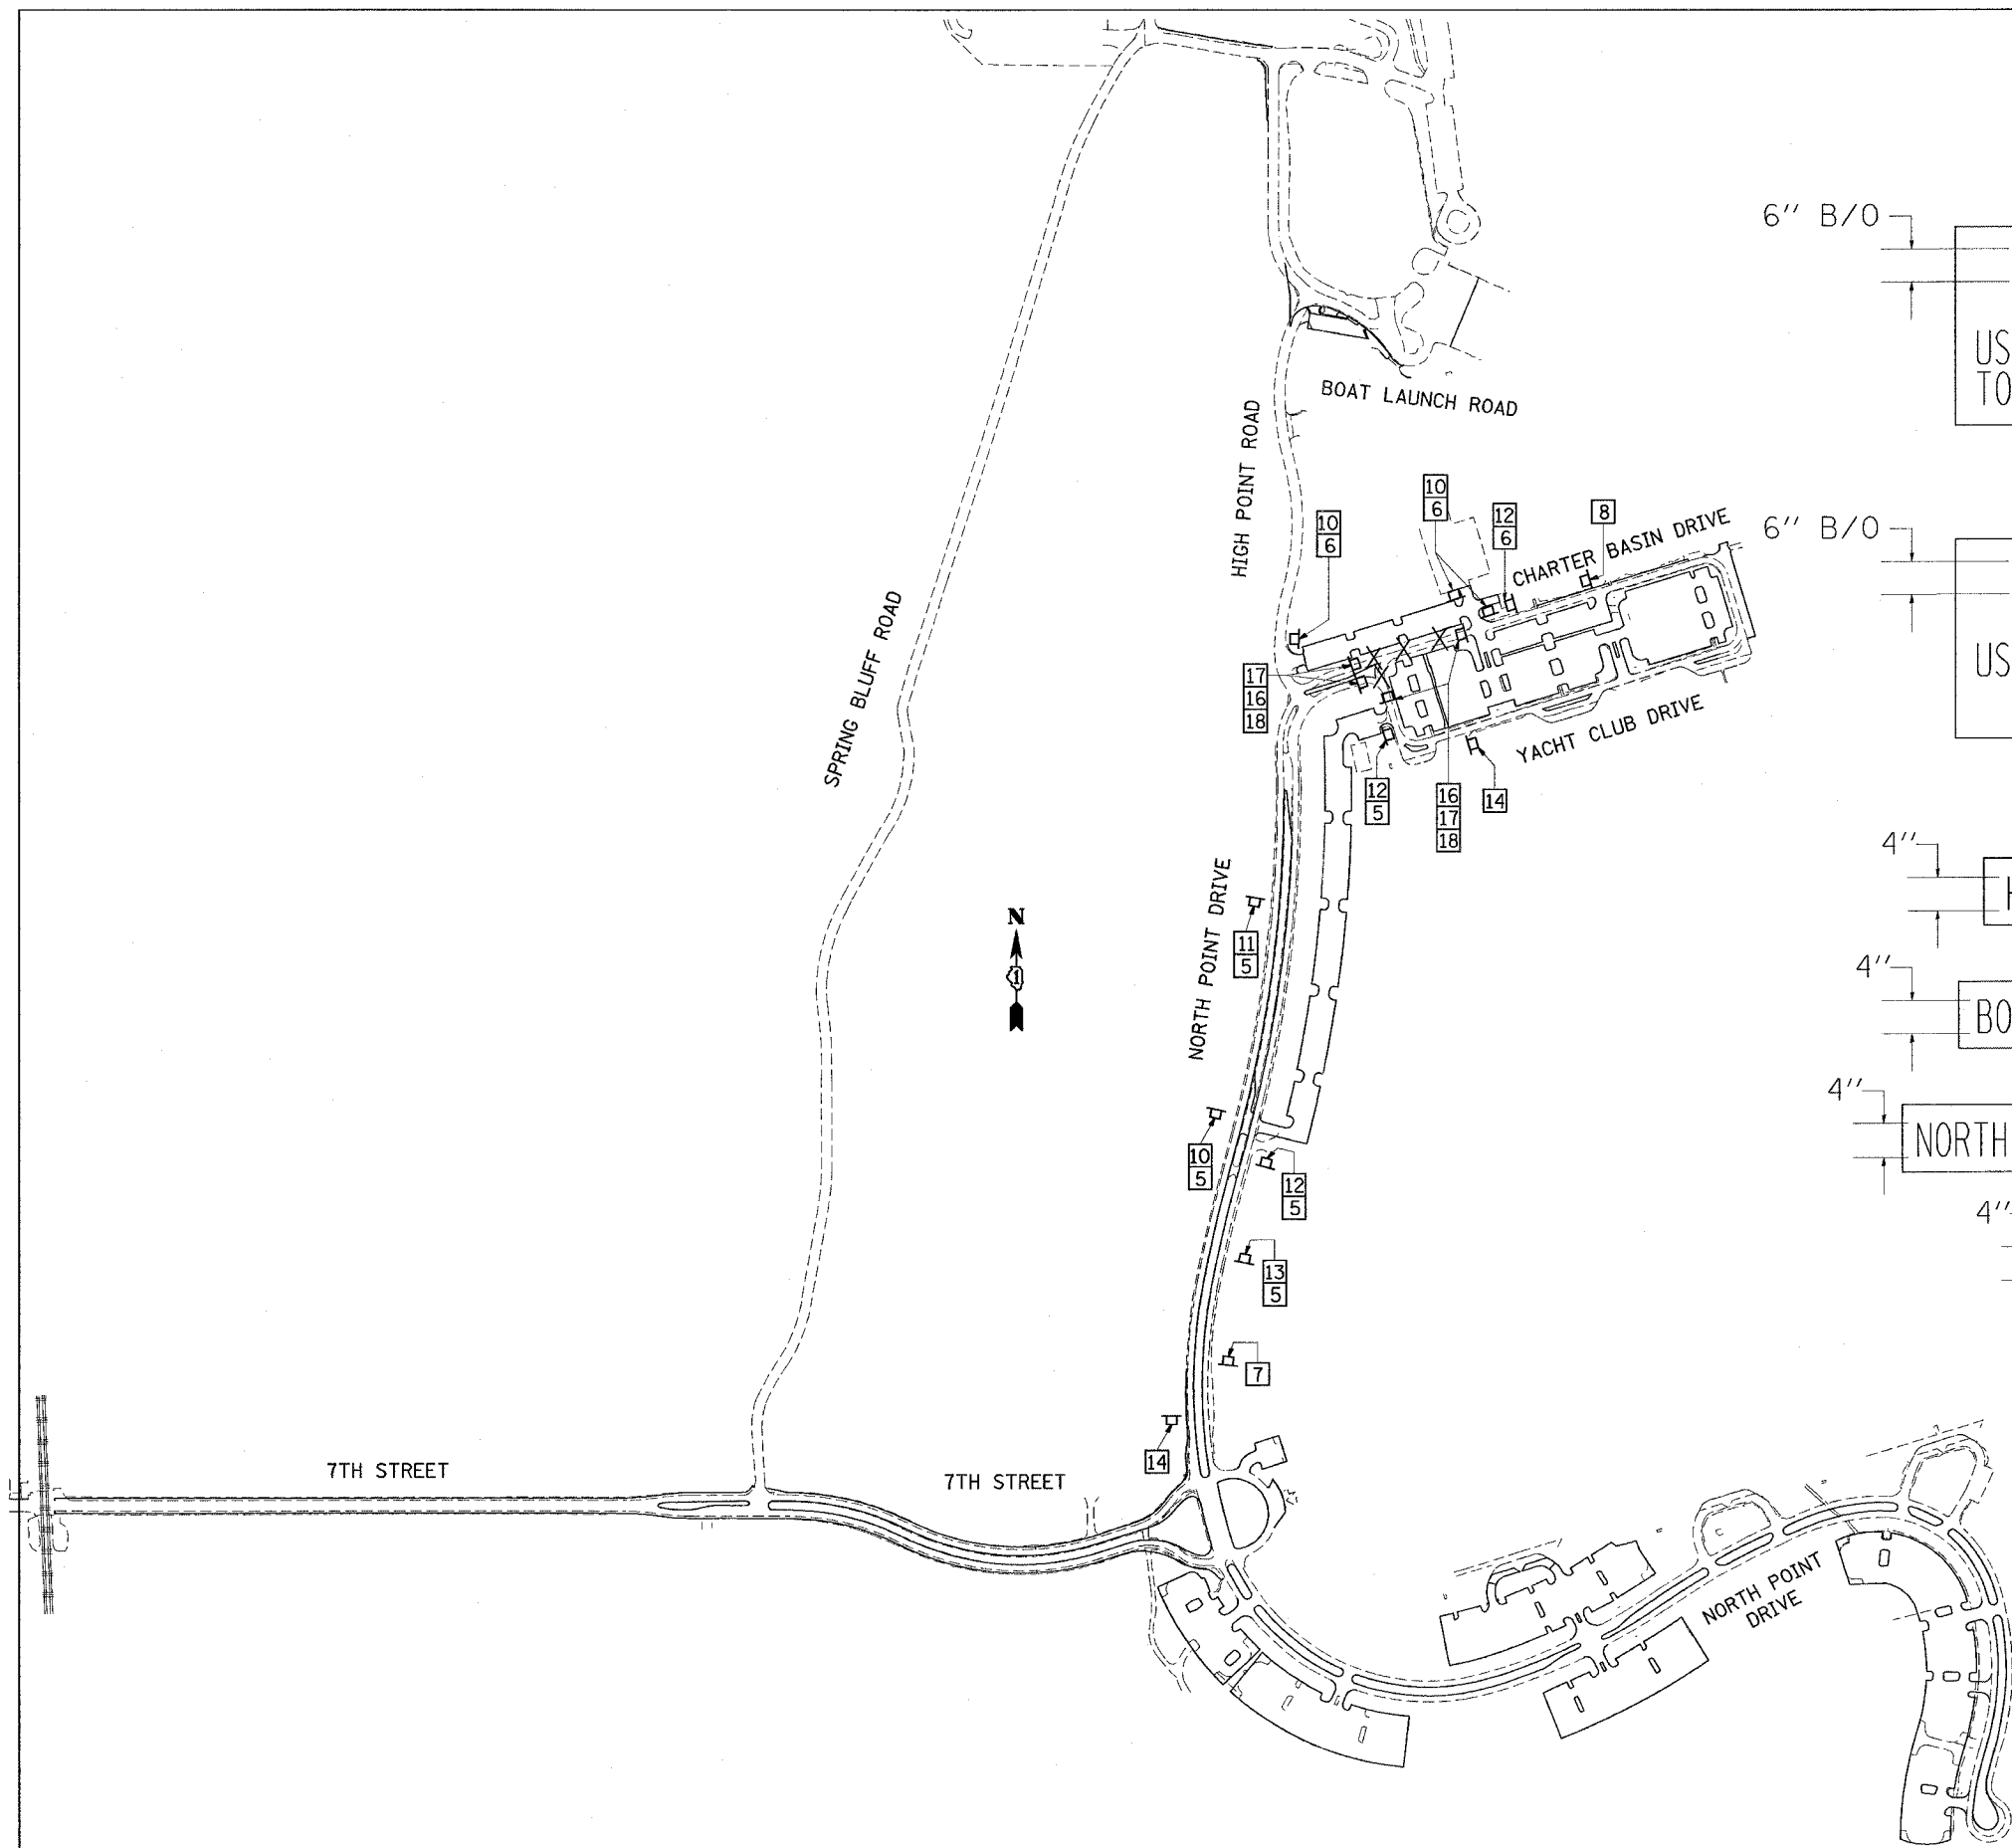 6" B/O
US
TO
BOAT LAUNCH ROAD
HIGH POINT ROAD
10
6
10
6
12
6
8
CHARTER BASIN DRIVE
6" B/O
US
SPRING BLUFF ROAD
17
16
18
YACHT CLUB DRIVE
12
5
16
17
18
14
4"
H
NORTH POINT DRIVE
N
1
11
5
4"
BO
4"
NORTH
10
5
12
5
4"
13
5
7
14
7TH STREET
7TH STREET
NORTH POINT
DRIVE